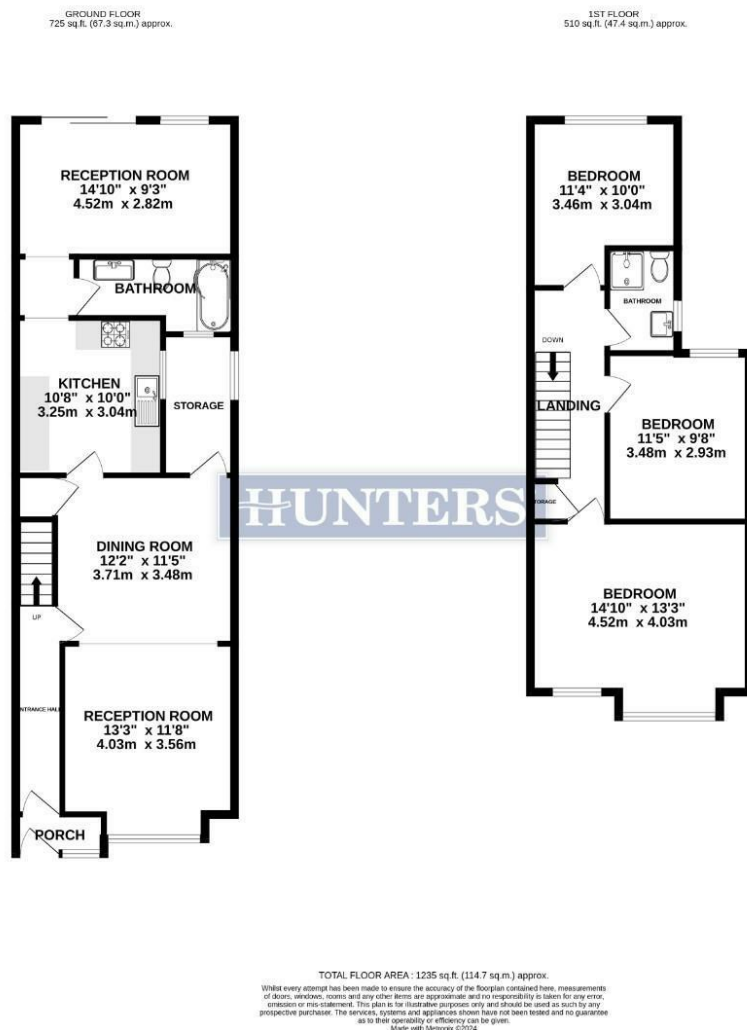 GROUND FLOOR
725 sq.ft. (67.3 sq.m.) approx.
RECEPTION ROOM
14'10" x 9'3"
4.52m x 2.82m
BATHROOM
KITCHEN
10'8" x 10'0"
3.25m x 3.04m
STORAGE
DINING ROOM
12'2" x 11'5"
3.71m x 3.48m
UP
RECEPTION ROOM
13'3" x 11'8"
4.03m x 3.56m
PORCH
HUNTERS
1ST FLOOR
510 sq.ft. (47.4 sq.m.) approx.
BEDROOM
11'4" x 10'0"
3.46m x 3.04m
BATHROOM
DOWN
LANDING
BEDROOM
11'5" x 9'8"
3.48m x 2.93m
BEDROOM
14'10" x 13'3"
4.52m x 4.03m
TOTAL FLOOR AREA : 1235 sq.ft. (114.7 sq.m.) approx.
Whilst every attempt has been made to ensure the accuracy of the floorplan contained here, measurements
of doors, windows, rooms and any other items are approximate and no responsibility is taken for any error,
omission or mis-statement. This plan is for illustrative purposes only and should be used as such by any
prospective purchaser. The services, systems and appliances shown have not been tested and no guarantee
as to their operability or efficiency can be given.
Made with Metropix ©2024